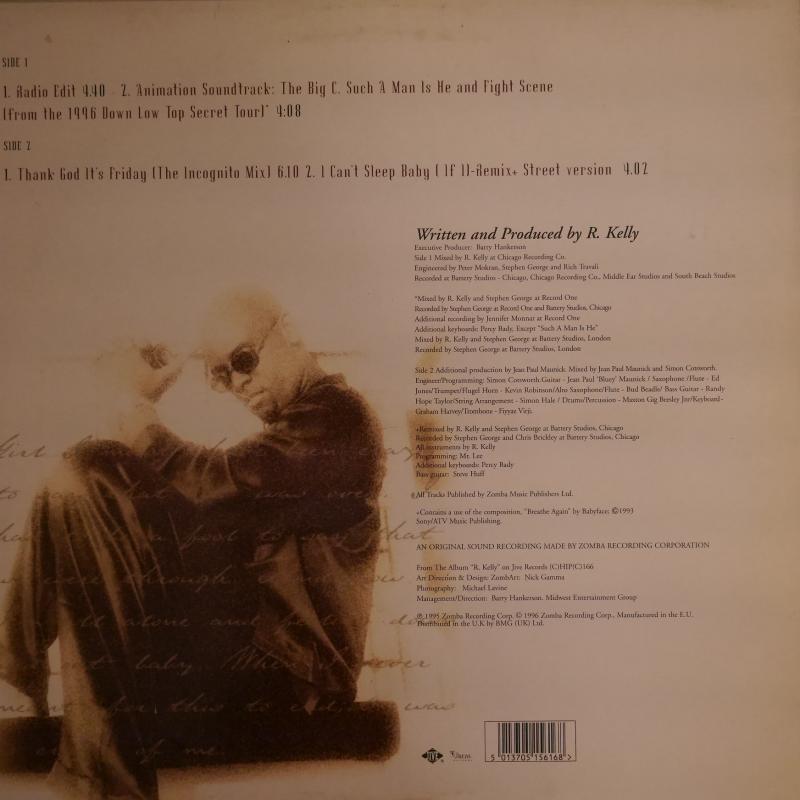 SIDE 1
1. Radio Edit 4.40 2. Animation Soundtrack: The Big C. Such A Man Is He and Fight Scene
(from the 1996 Down Low Top Secret Tour)* 4:08
SIDE 2
1. Thank God It's Friday (The Incognito Mix) 6.10 2. I Can't Sleep Baby ( If I)-Remix+ Street version 4.02
Written and Produced by R. Kelly
Executive Producer: Barry Hankerson
Side 1 Mixed by R. Kelly at Chicago Recording Co.
Engineered by Peter Mokran, Stephen George and Rich Travali
Recorded at Battery Studios - Chicago, Chicago Recording Co., Middle Ear Studios and South Beach Studios
*Mixed by R. Kelly and Stephen George at Record One
Recorded by Stephen George at Record One and Battery Studios, Chicago
Additional recording by Jennifer Monnar at Record One
Additional keyboards: Percy Bady, Except "Such A Man Is He"
Mixed by R. Kelly and Stephen George at Battery Studios, London
Recorded by Stephen George at Battery Studios, London
Side 2 Additional production by Jean Paul Maunick. Mixed by Jean Paul Maunick and Simon Cotsworth.
Engineer/Programming: Simon Cotsworth.Guitar - Jean Paul 'Bluey' Maunick / Saxophone /Flute - Ed
Jones/Trumpet/Flugel Horn - Kevin Robinson/Alto Saxophone/Flute - Bud Beadle/ Bass Guitar - Randy
Hope Taylor/String Arrangement - Simon Hale / Drums/Percussion - Maxton Gig Beesley Jnr/Keyboard-
Graham Harvey/Trombone - Fiyyaz Virji.
+Remixed by R. Kelly and Stephen George at Battery Studios, Chicago
Recorded by Stephen George and Chris Brickley at Battery Studios, Chicago
All instruments by R. Kelly
Programming: Mr. Lee
Additional keyboards: Percy Bady
Bass guitar: Steve Huff
All Tracks Published by Zomba Music Publishers Ltd.
+Contains a use of the composition, "Breathe Again" by Babyface; ©1993
Sony/ATV Music Publishing.
AN ORIGINAL SOUND RECORDING MADE BY ZOMBA RECORDING CORPORATION
From The Album "R. Kelly" on Jive Records (C)HIP(C)166
Art Direction & Design: ZombArt: Nick Gamma
Photography: Michael Lavine
Management/Direction: Barry Hankerson. Midwest Entertainment Group
℗ 1995 Zomba Recording Corp. © 1996 Zomba Recording Corp., Manufactured in the E.U.
Distributed in the U.K by BMG (UK) Ltd.
JIVE
5 013705 156168 >